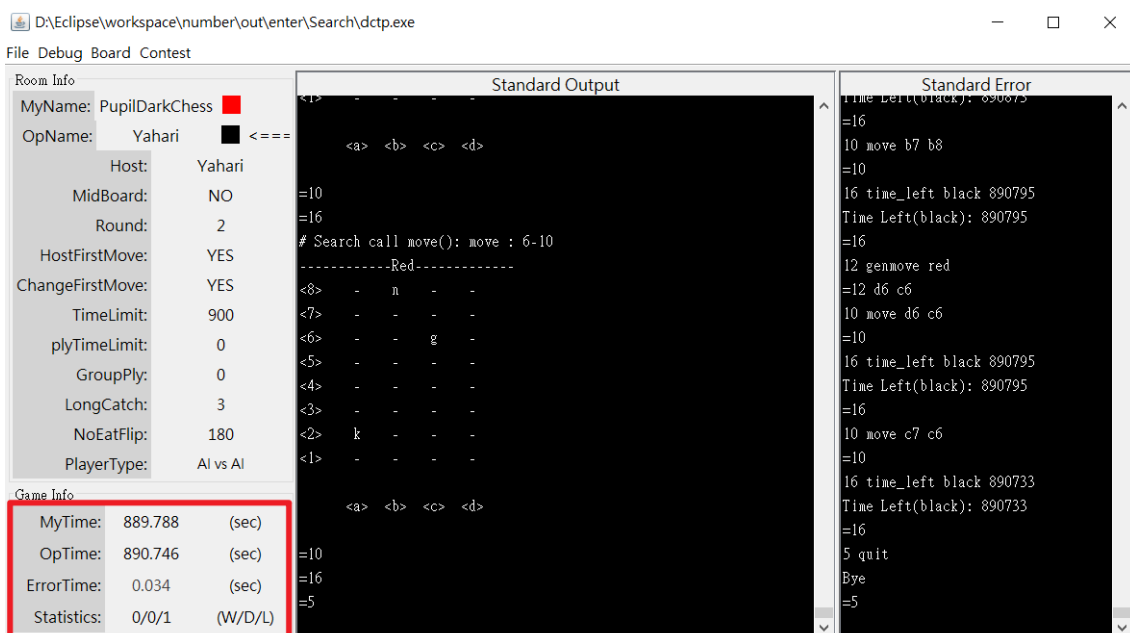 D:\Eclipse\workspace\number\out\enter\Search\dctp.exe
File Debug Board Contest
Room Info
MyName: PupilDarkChess
OpName: Yahari <===
Host: Yahari
MidBoard: NO
Round: 2
HostFirstMove: YES
ChangeFirstMove: YES
TimeLimit: 900
plyTimeLimit: 0
GroupPly: 0
LongCatch: 3
NoEatFlip: 180
PlayerType: AI vs AI
Game Info
MyTime: 889.788 (sec)
OpTime: 890.746 (sec)
ErrorTime: 0.034 (sec)
Statistics: 0/0/1 (W/D/L)
Standard Output
<1> - - - -
<a> <b> <c> <d>
=10
=16
# Search call move(): move : 6-10
------------Red-------------
<8> - n - -
<7> - - - -
<6> - - g -
<5> - - - -
<4> - - - -
<3> - - - -
<2> k - - -
<1> - - - -
<a> <b> <c> <d>
=10
=16
=5
Standard Error
Time Left(black): 890875
=16
10 move b7 b8
=10
16 time_left black 890795
Time Left(black): 890795
=16
12 genmove red
=12 d6 c6
10 move d6 c6
=10
16 time_left black 890795
Time Left(black): 890795
=16
10 move c7 c6
=10
16 time_left black 890733
Time Left(black): 890733
=16
5 quit
Bye
=5